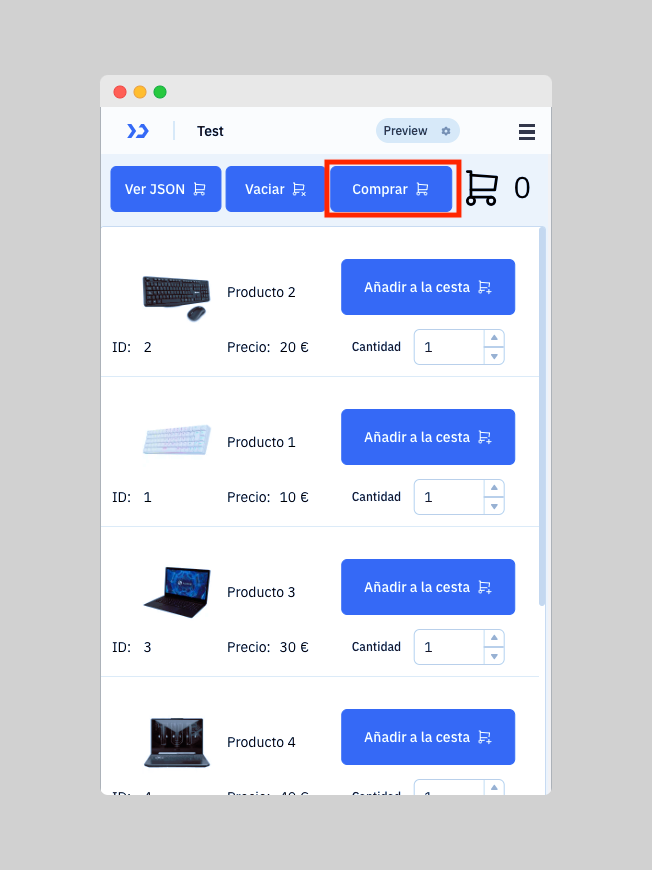 Test
Preview
Ver JSON
Vaciar
Comprar
0
Producto 2
Añadir a la cesta
ID: 2
Precio: 20 €
Cantidad
1
Producto 1
Añadir a la cesta
ID: 1
Precio: 10 €
Cantidad
1
Producto 3
Añadir a la cesta
ID: 3
Precio: 30 €
Cantidad
1
Producto 4
Añadir a la cesta